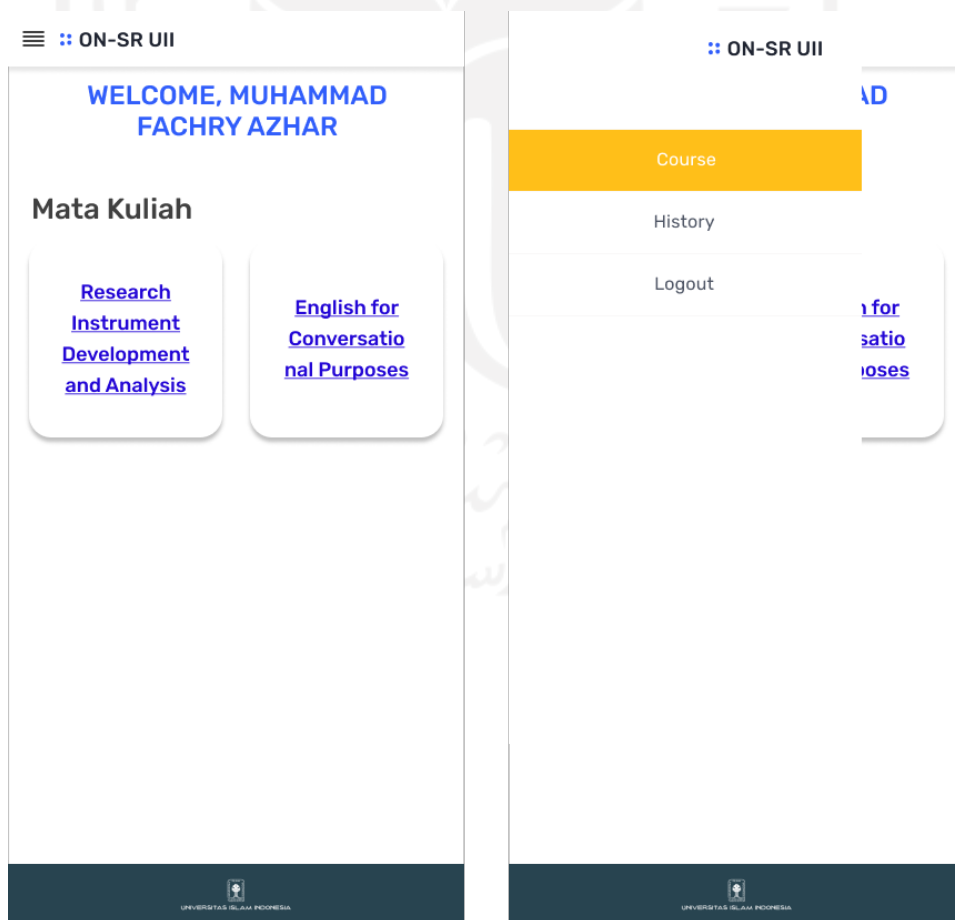 ON-SR UII
WELCOME, MUHAMMAD
FACHRY AZHAR
Mata Kuliah
Research
Instrument
Development
and Analysis
English for
Conversatio
nal Purposes
UNIVERSITAS ISLAM INDONESIA
ON-SR UII
AD
Course
History
Logout
n for
satio
poses
UNIVERSITAS ISLAM INDONESIA